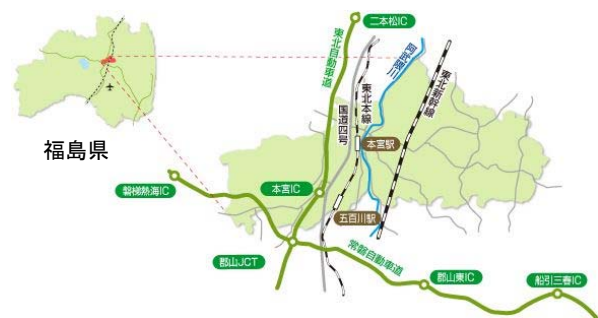 二本松IC
東北自動車道
国道四号
東北本線
阿武隈川
東北新幹線
福島県
本宮駅
磐梯熱海IC
本宮IC
五百川駅
郡山JCT
常磐自動車道
郡山東IC
船引三春IC